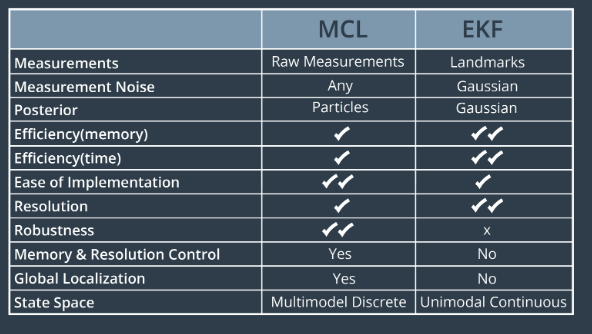 MCL EKF
Measurements Raw Measurements Landmarks
Measurement Noise Any Gaussian
Posterior Particles Gaussian
Efficiency(memory) ✓ ✓✓
Efficiency(time) ✓ ✓✓
Ease of Implementation ✓✓ ✓
Resolution ✓ ✓✓
Robustness ✓✓ x
Memory & Resolution Control Yes No
Global Localization Yes No
State Space Multimodel Discrete Unimodal Continuous